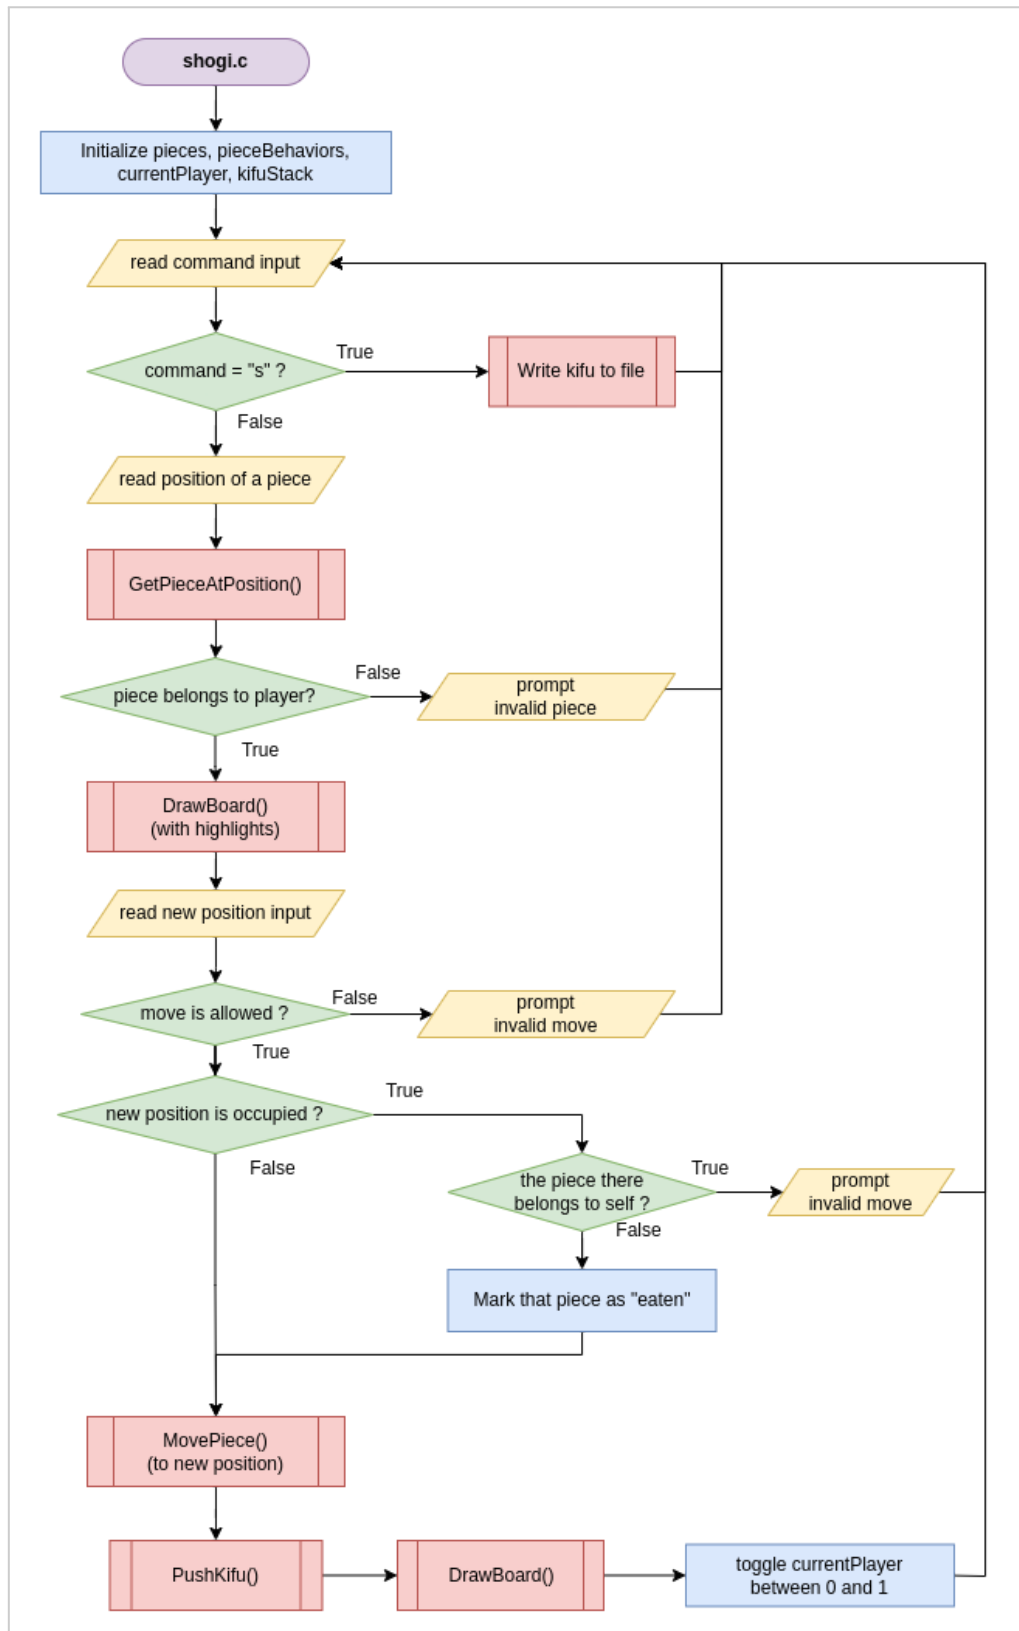 shogi.c
Initialize pieces, pieceBehaviors,
currentPlayer, kifuStack
read command input
command = "s" ?
True
Write kifu to file
False
read position of a piece
GetPieceAtPosition()
piece belongs to player?
False
prompt
invalid piece
True
DrawBoard()
(with highlights)
read new position input
move is allowed ?
False
prompt
invalid move
True
new position is occupied ?
True
False
the piece there
belongs to self ?
True
prompt
invalid move
False
Mark that piece as "eaten"
MovePiece()
(to new position)
PushKifu()
DrawBoard()
toggle currentPlayer
between 0 and 1